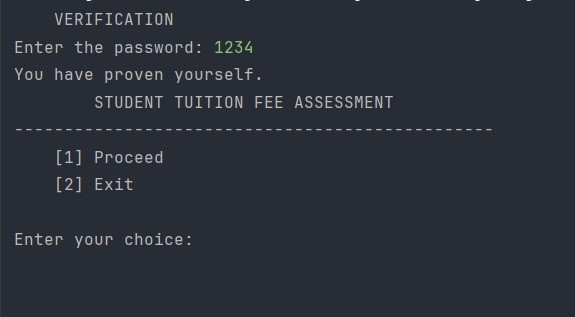 VERIFICATION
Enter the password: 1234
You have proven yourself.
STUDENT TUITION FEE ASSESSMENT
------------------------------------------------
[1] Proceed
[2] Exit
Enter your choice: